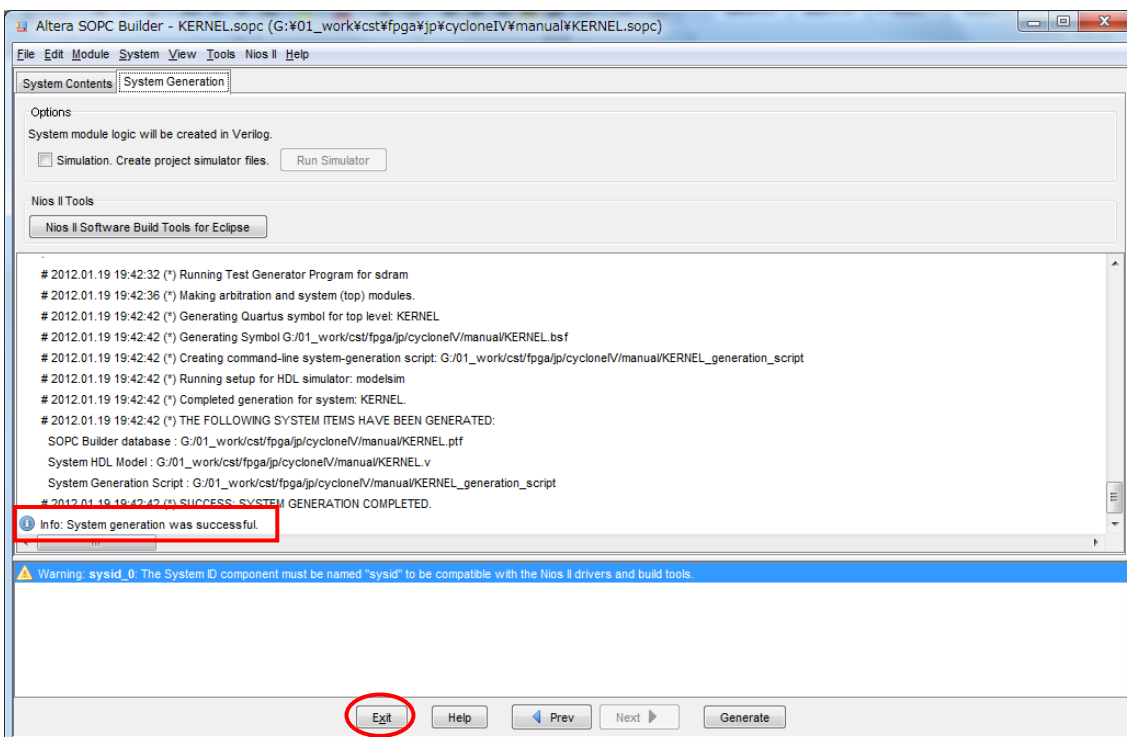 Altera SOPC Builder - KERNEL.sopc (G:¥01_work¥cst¥fpga¥jp¥cycloneIV¥manual¥KERNEL.sopc)
File Edit Module System View Tools Nios II Help
System Contents System Generation
Options
System module logic will be created in Verilog.
Simulation. Create project simulator files. Run Simulator
Nios II Tools
Nios II Software Build Tools for Eclipse
.
# 2012.01.19 19:42:32 (*) Running Test Generator Program for sdram
# 2012.01.19 19:42:36 (*) Making arbitration and system (top) modules.
# 2012.01.19 19:42:42 (*) Generating Quartus symbol for top level: KERNEL
# 2012.01.19 19:42:42 (*) Generating Symbol G:/01_work/cst/fpga/jp/cycloneIV/manual/KERNEL.bsf
# 2012.01.19 19:42:42 (*) Creating command-line system-generation script: G:/01_work/cst/fpga/jp/cycloneIV/manual/KERNEL_generation_script
# 2012.01.19 19:42:42 (*) Running setup for HDL simulator: modelsim
# 2012.01.19 19:42:42 (*) Completed generation for system: KERNEL.
# 2012.01.19 19:42:42 (*) THE FOLLOWING SYSTEM ITEMS HAVE BEEN GENERATED:
SOPC Builder database : G:/01_work/cst/fpga/jp/cycloneIV/manual/KERNEL.ptf
System HDL Model : G:/01_work/cst/fpga/jp/cycloneIV/manual/KERNEL.v
System Generation Script : G:/01_work/cst/fpga/jp/cycloneIV/manual/KERNEL_generation_script
# 2012.01.19 19:42:42 (*) SUCCESS: SYSTEM GENERATION COMPLETED.
Info: System generation was successful.
Warning: sysid_0: The System ID component must be named "sysid" to be compatible with the Nios II drivers and build tools.
Exit Help Prev Next Generate